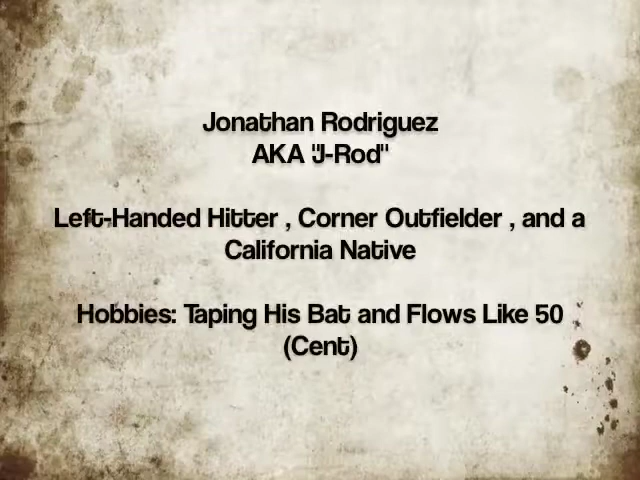 Jonathan Rodriguez
AKA "J-Rod"
Left-Handed Hitter , Corner Outfielder , and a
California Native
Hobbies: Taping His Bat and Flows Like 50
(Cent)